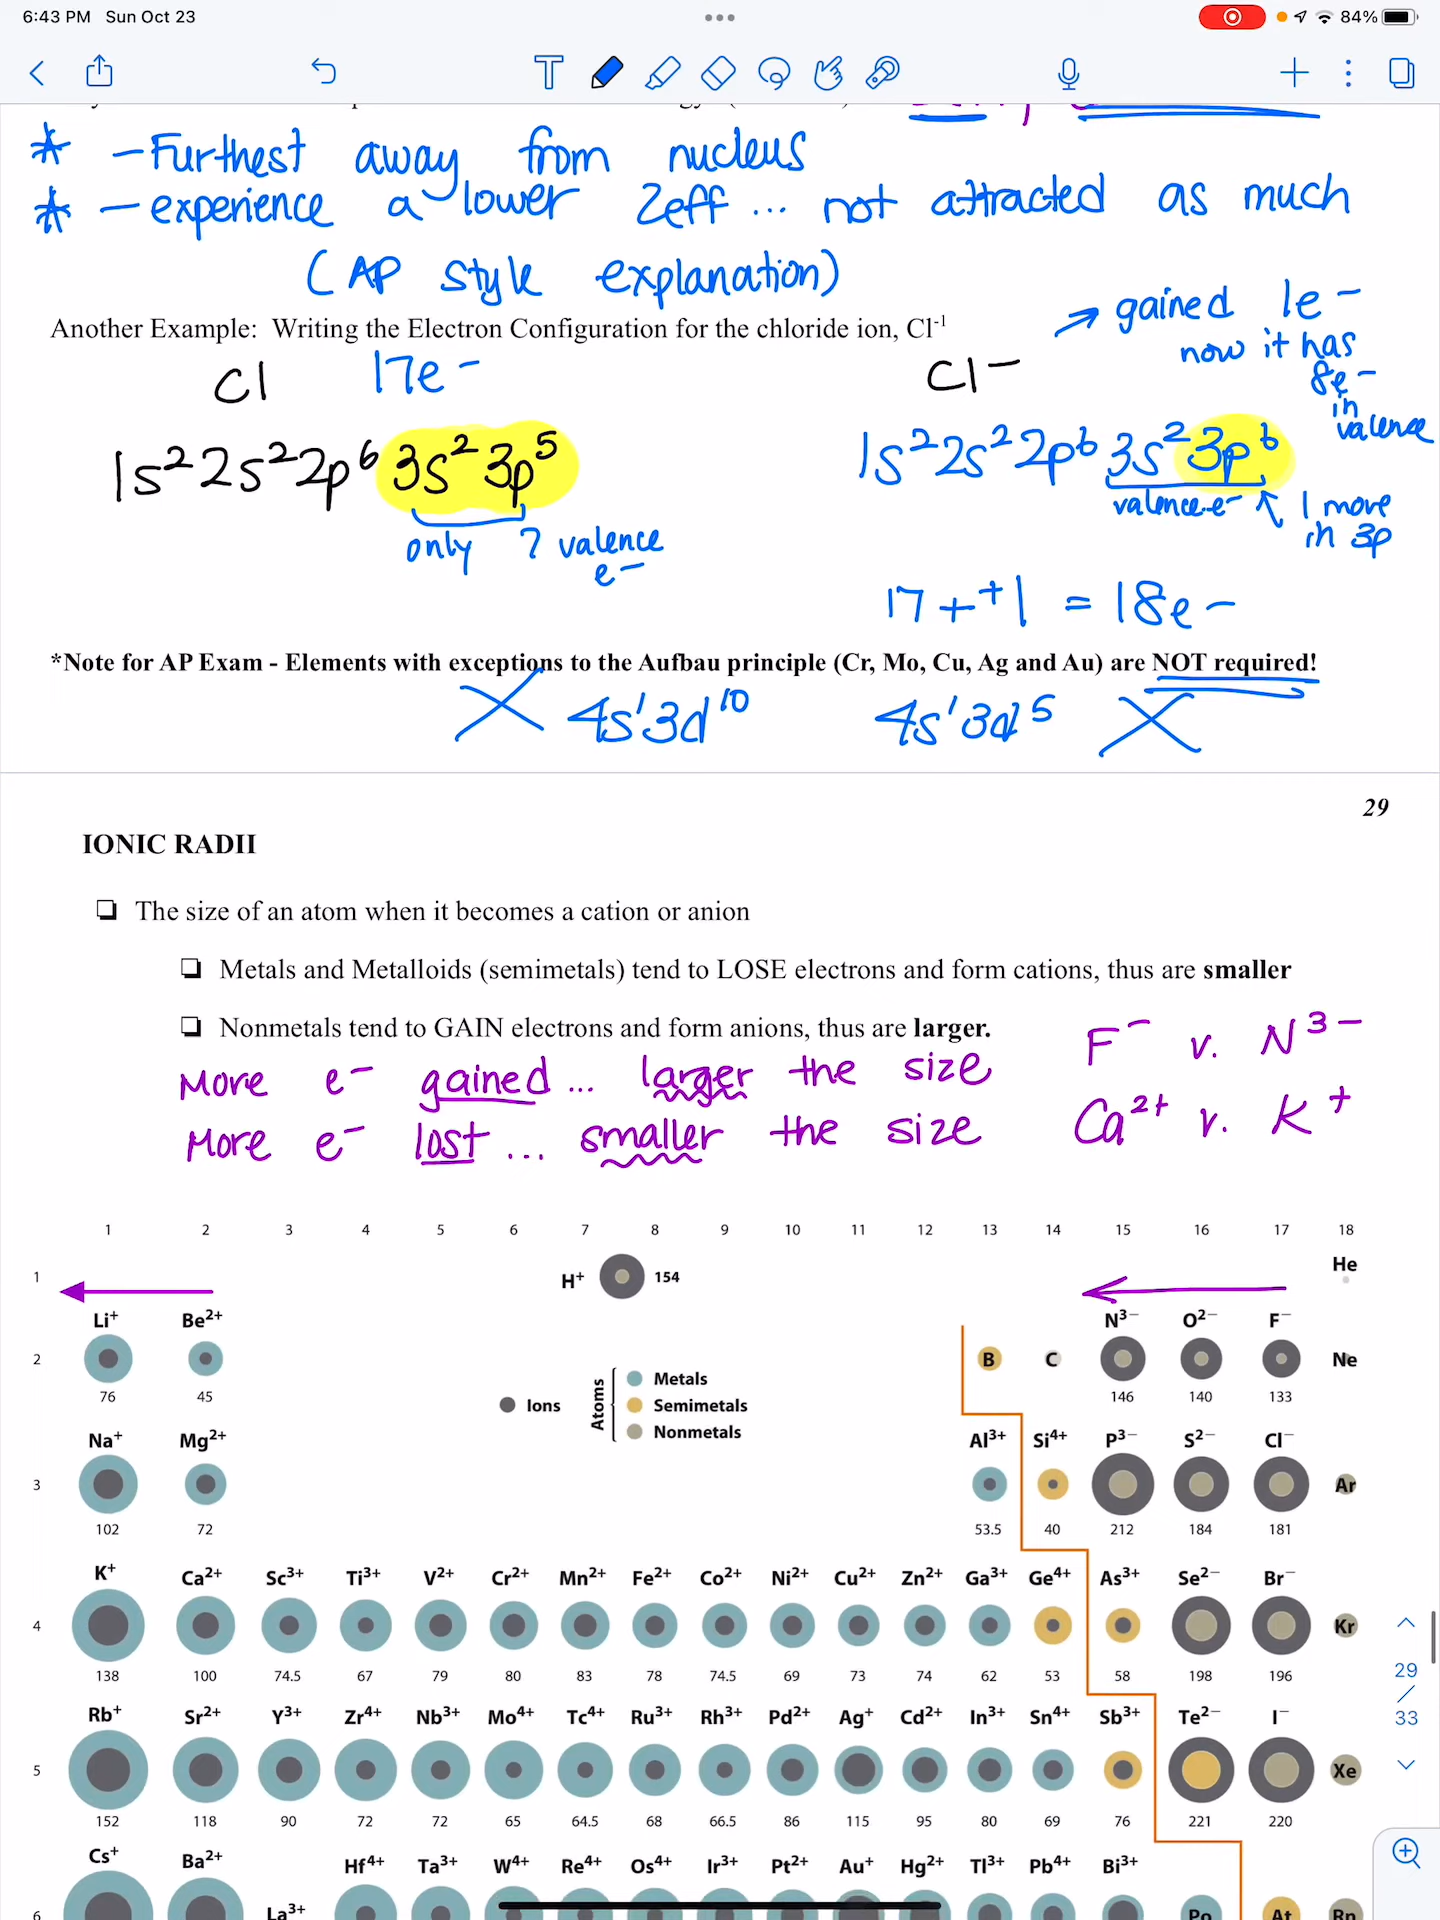 6:43 PM Sun Oct 23
84%
* – Furthest away from nucleus
* – experience a lower Zeff ... not attracted as much
(AP style explanation)
Another Example: Writing the Electron Configuration for the chloride ion, Cl⁻¹
→ gained 1e⁻
now it has
8e⁻
in
valence
Cl 17e⁻
Cl⁻
1s²2s²2p⁶3s²3p⁵
1s²2s²2p⁶3s²3p⁶
only 7 valence
e⁻
valence e⁻
1 more
in 3p
17 + +1 = 18e⁻
*Note for AP Exam - Elements with exceptions to the Aufbau principle (Cr, Mo, Cu, Ag and Au) are NOT required!
4s¹3d¹⁰ 4s¹3d⁵
29
IONIC RADII
❏ The size of an atom when it becomes a cation or anion
❏ Metals and Metalloids (semimetals) tend to LOSE electrons and form cations, thus are smaller
❏ Nonmetals tend to GAIN electrons and form anions, thus are larger.
More e⁻ gained ... larger the size
F⁻ v. N³⁻
More e⁻ lost ... smaller the size
Ca²⁺ v. K⁺
1 2 3 4 5 6 7 8 9 10 11 12 13 14 15 16 17 18
1 H⁺ 154 He
Li⁺ Be²⁺ N³⁻ O²⁻ F⁻
2 B C Ne
76 45 146 140 133
Ions
Atoms
Metals
Semimetals
Nonmetals
Na⁺ Mg²⁺ Al³⁺ Si⁴⁺ P³⁻ S²⁻ Cl⁻
3 Ar
102 72 53.5 40 212 184 181
K⁺ Ca²⁺ Sc³⁺ Ti³⁺ V²⁺ Cr²⁺ Mn²⁺ Fe²⁺ Co²⁺ Ni²⁺ Cu²⁺ Zn²⁺ Ga³⁺ Ge⁴⁺ As³⁺ Se²⁻ Br⁻
4 Kr
138 100 74.5 67 79 80 83 78 74.5 69 73 74 62 53 58 198 196
29
/
33
Rb⁺ Sr²⁺ Y³⁺ Zr⁴⁺ Nb³⁺ Mo⁴⁺ Tc⁴⁺ Ru³⁺ Rh³⁺ Pd²⁺ Ag⁺ Cd²⁺ In³⁺ Sn⁴⁺ Sb³⁺ Te²⁻ I⁻
5 Xe
152 118 90 72 72 65 64.5 68 66.5 86 115 95 80 69 76 221 220
Cs⁺ Ba²⁺ Hf⁴⁺ Ta³⁺ W⁴⁺ Re⁴⁺ Os⁴⁺ Ir³⁺ Pt²⁺ Au⁺ Hg²⁺ Tl³⁺ Pb⁴⁺ Bi³⁺
6 La³⁺ Po At Rn